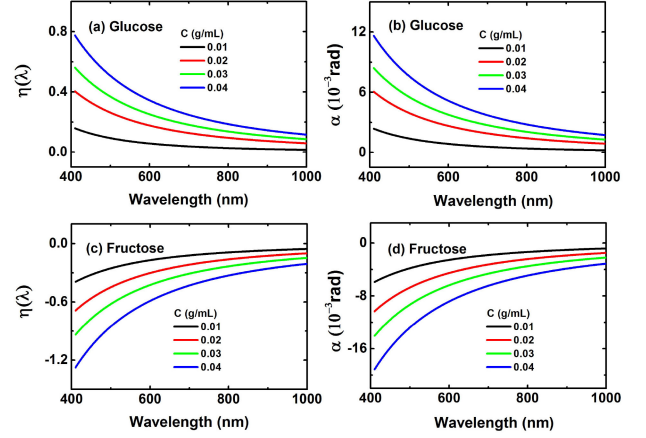 (a) Glucose
C (g/mL)
0.01
0.02
0.03
0.04
0.8
0.4
0.0
η(λ)
400 600 800 1000
Wavelength (nm)
(b) Glucose
C (g/mL)
0.01
0.02
0.03
0.04
12
6
0
α (10⁻³rad)
400 600 800 1000
Wavelength (nm)
(c) Fructose
C (g/mL)
0.01
0.02
0.03
0.04
0.0
-0.6
-1.2
η(λ)
400 600 800 1000
Wavelength (nm)
(d) Fructose
C (g/mL)
0.01
0.02
0.03
0.04
0
-8
-16
α (10⁻³rad)
400 600 800 1000
Wavelength (nm)